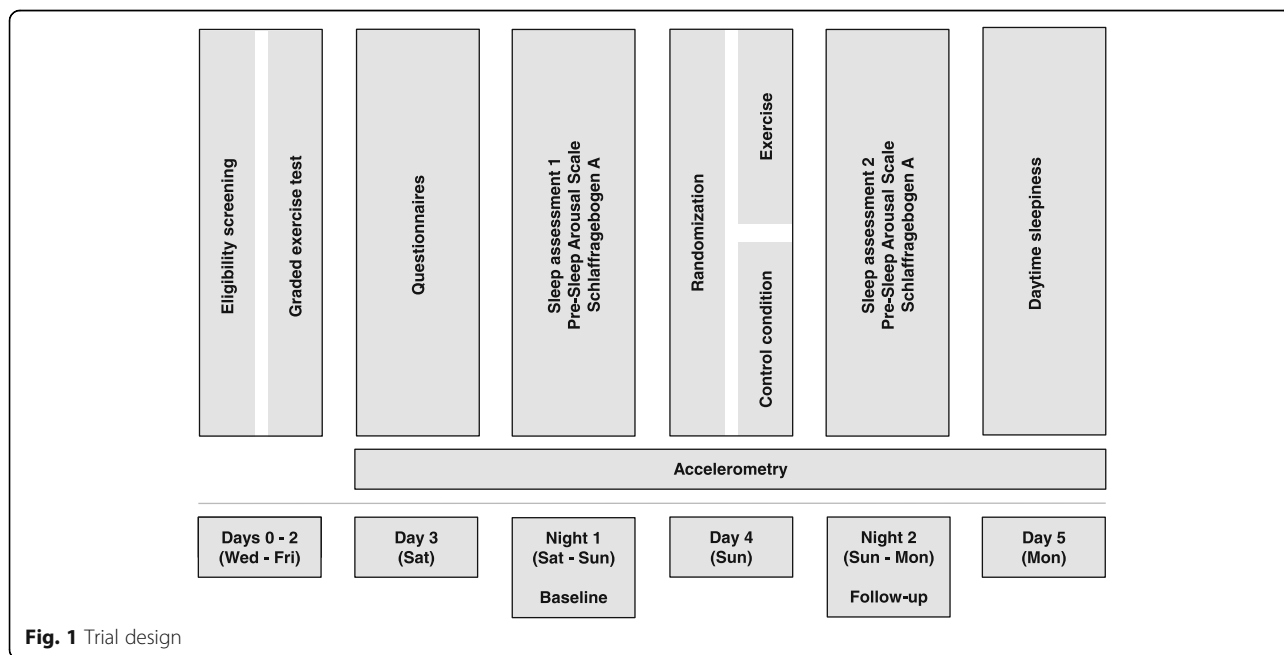 Eligibility screening
Graded exercise test
Questionnaires
Sleep assessment 1
Pre-Sleep Arousal Scale
Schlaffragebogen A
Randomization
Exercise
Control condition
Sleep assessment 2
Pre-Sleep Arousal Scale
Schlaffragebogen A
Daytime sleepiness
Accelerometry
Days 0 - 2
(Wed - Fri)
Day 3
(Sat)
Night 1
(Sat - Sun)
Baseline
Day 4
(Sun)
Night 2
(Sun - Mon)
Follow-up
Day 5
(Mon)
Fig. 1 Trial design